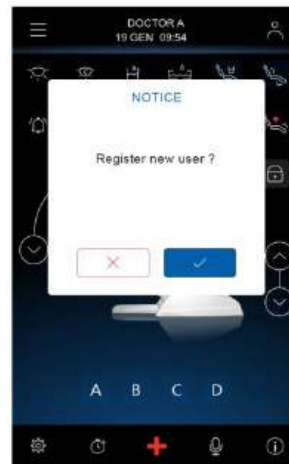 DOCTOR A
19 GEN 09:54
NOTICE
Register new user ?
A B C D